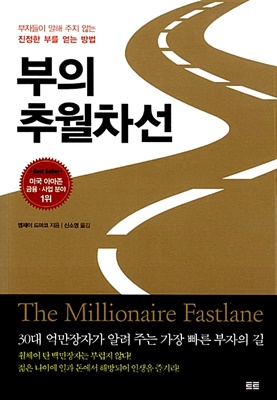 부자들이 말해 주지 않는
진정한 부를 얻는 방법
부의
추월차선
Best Seller
미국 아마존
금융·사업 분야
1위
엠제이 드마코 지음 | 신소영 옮김
The Millionaire Fastlane
30대 억만장자가 알려 주는 가장 빠른 부자의 길
휠체어 탄 백만장자는 부럽지 않다!
젊은 나이에 일과 돈에서 해방되어 인생을 즐기라!
토트